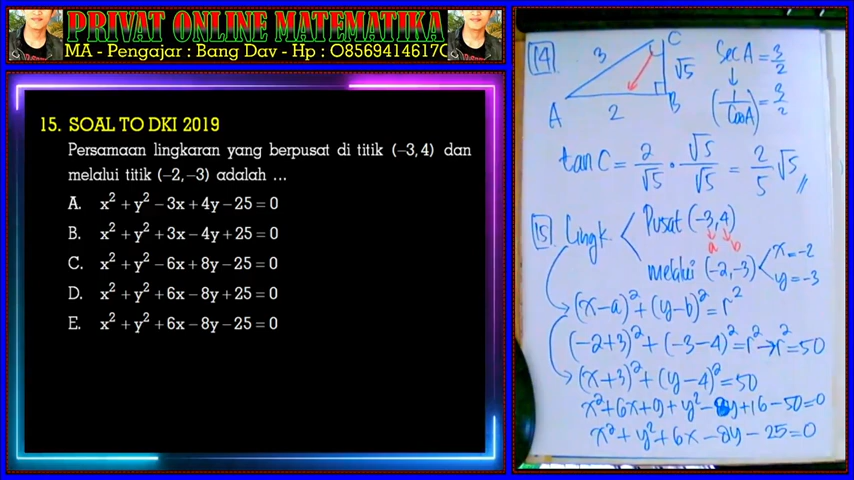 PRIVAT ONLINE MATEMATIKA
MA - Pengajar : Bang Dav - Hp : O8569414617C
15. SOAL TO DKI 2019
Persamaan lingkaran yang berpusat di titik (−3,4) dan
melalui titik (−2,−3) adalah ...
A. x² + y² − 3x + 4y − 25 = 0
B. x² + y² + 3x − 4y + 25 = 0
C. x² + y² − 6x + 8y − 25 = 0
D. x² + y² + 6x − 8y + 25 = 0
E. x² + y² + 6x − 8y − 25 = 0
14
3
C
√5
A
2
B
Sec A = 3/2
(1/Cos A) = 3/2
tan C = 2/√5 · √5/√5 = 2/5 √5 //
15 Lingk
Pusat (−3,4)
a b
melalui (−2,−3) x = −2
y = −3
(x−a)² + (y−b)² = r²
(−2+3)² + (−3−4)² = r² → r² = 50
(x+3)² + (y−4)² = 50
x² + 6x + 9 + y² − 8y + 16 − 50 = 0
x² + y² + 6x − 8y − 25 = 0